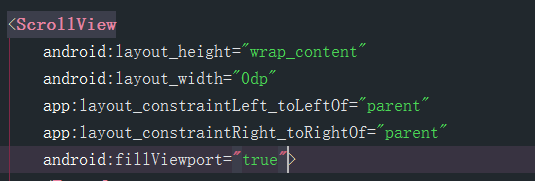 <ScrollView
android:layout_height="wrap_content"
android:layout_width="0dp"
app:layout_constraintLeft_toLeftOf="parent"
app:layout_constraintRight_toRightOf="parent"
android:fillViewport="true">